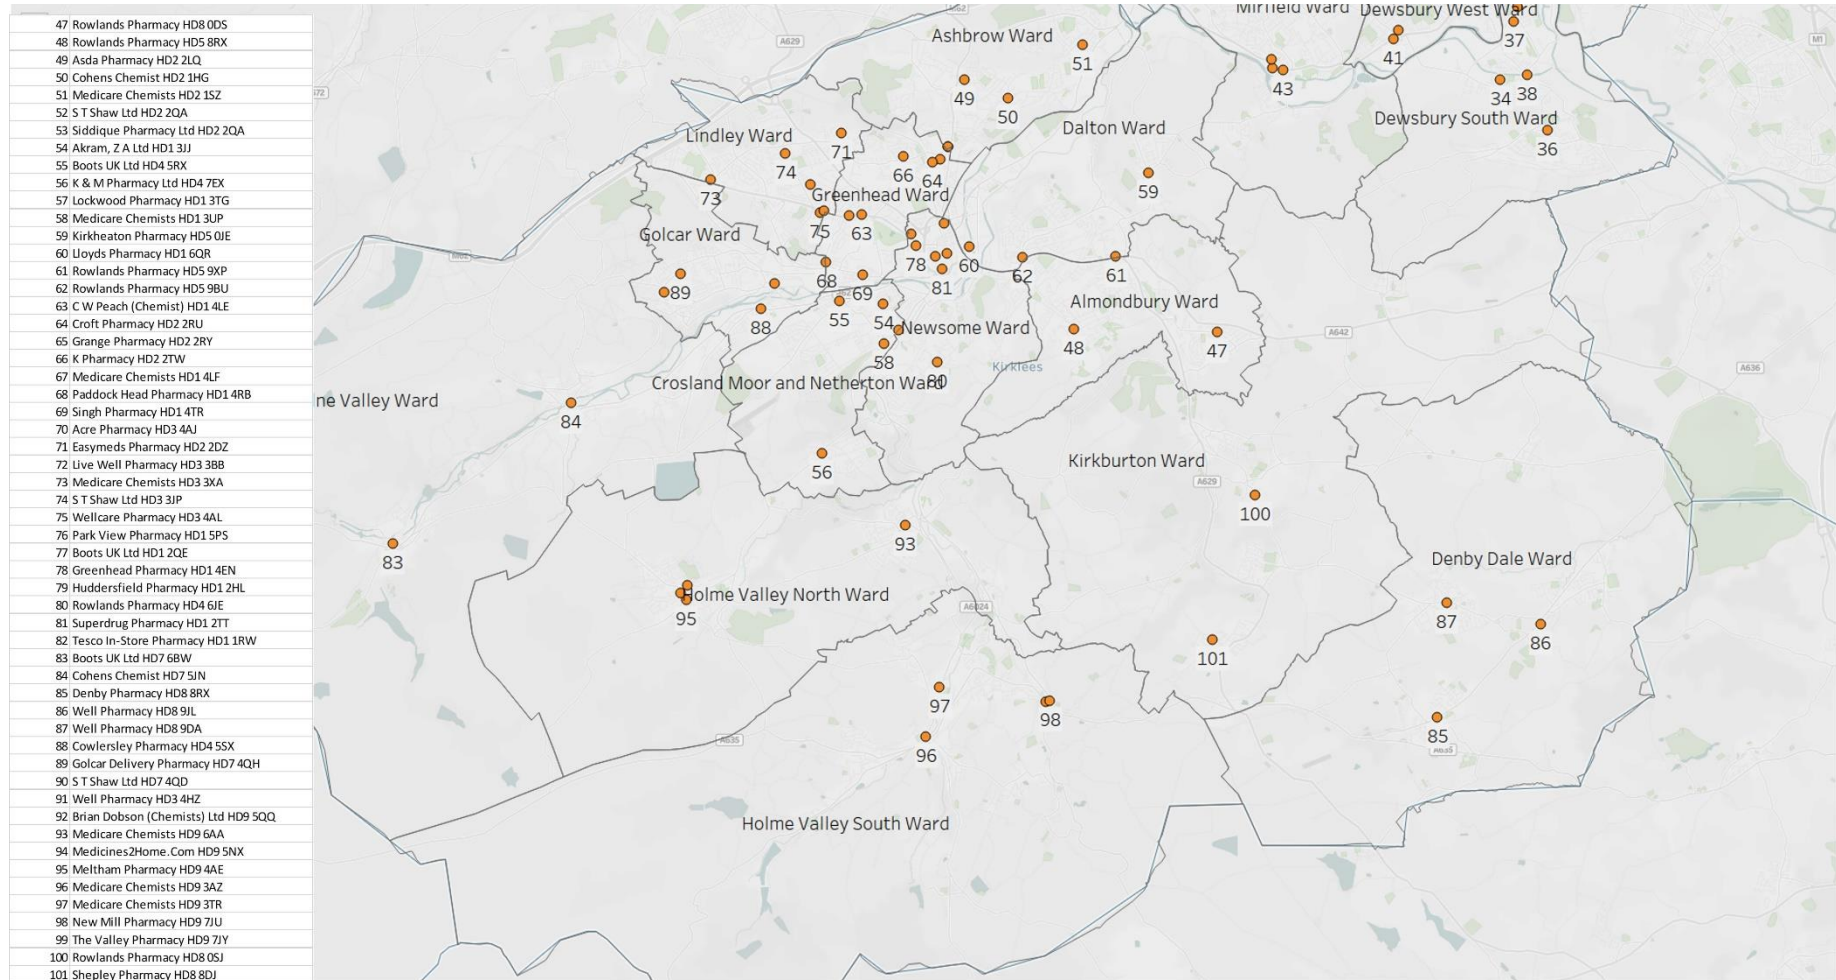 47 Rowlands Pharmacy HD8 0DS
48 Rowlands Pharmacy HD5 8RX
49 Asda Pharmacy HD2 2LQ
50 Cohens Chemist HD2 1HG
51 Medicare Chemists HD2 1SZ
52 S T Shaw Ltd HD2 2QA
53 Siddique Pharmacy Ltd HD2 2QA
54 Akram, Z A Ltd HD1 3JJ
55 Boots UK Ltd HD4 5RX
56 K & M Pharmacy Ltd HD4 7EX
57 Lockwood Pharmacy HD1 3TG
58 Medicare Chemists HD1 3UP
59 Kirkheaton Pharmacy HD5 0JE
60 Lloyds Pharmacy HD1 6QR
61 Rowlands Pharmacy HD5 9XP
62 Rowlands Pharmacy HD5 9BU
63 C W Peach (Chemist) HD1 4LE
64 Croft Pharmacy HD2 2RU
65 Grange Pharmacy HD2 2RY
66 K Pharmacy HD2 2TW
67 Medicare Chemists HD1 4LF
68 Paddock Head Pharmacy HD1 4RB
69 Singh Pharmacy HD1 4TR
70 Acre Pharmacy HD3 4AJ
71 Easymeds Pharmacy HD2 2DZ
72 Live Well Pharmacy HD3 3BB
73 Medicare Chemists HD3 3XA
74 S T Shaw Ltd HD3 3JP
75 Wellcare Pharmacy HD3 4AL
76 Park View Pharmacy HD1 5PS
77 Boots UK Ltd HD1 2QE
78 Greenhead Pharmacy HD1 4EN
79 Huddersfield Pharmacy HD1 2HL
80 Rowlands Pharmacy HD4 6JE
81 Superdrug Pharmacy HD1 2TT
82 Tesco In-Store Pharmacy HD1 1RW
83 Boots UK Ltd HD7 6BW
84 Cohens Chemist HD7 5JN
85 Denby Pharmacy HD8 8RX
86 Well Pharmacy HD8 9JL
87 Well Pharmacy HD8 9DA
88 Cowlersley Pharmacy HD4 5SX
89 Golcar Delivery Pharmacy HD7 4QH
90 S T Shaw Ltd HD7 4QD
91 Well Pharmacy HD3 4HZ
92 Brian Dobson (Chemists) Ltd HD9 5QQ
93 Medicare Chemists HD9 6AA
94 Medicines2Home.Com HD9 5NX
95 Meltham Pharmacy HD9 4AE
96 Medicare Chemists HD9 3AZ
97 Medicare Chemists HD9 3TR
98 New Mill Pharmacy HD9 7JU
99 The Valley Pharmacy HD9 7JY
100 Rowlands Pharmacy HD8 0SJ
101 Shepley Pharmacy HD8 8DJ
M62
Mirfield Ward
Dewsbury West Ward
Ashbrow Ward
A629
M1
37
41
51
43
49
50
34
38
Dewsbury South Ward
36
Dalton Ward
Lindley Ward
71
74
66
64
59
73
Greenhead Ward
75
63
Golcar Ward
78
60
62
61
68
69
81
89
Almondbury Ward
88
55
54
Newsome Ward
48
47
A642
58
Kirklees
80
A636
Crosland Moor and Netherton Ward
ne Valley Ward
84
56
Kirkburton Ward
A629
100
93
83
Denby Dale Ward
Holme Valley North Ward
95
A6024
87
86
101
97
98
85
A635
A635
96
Holme Valley South Ward